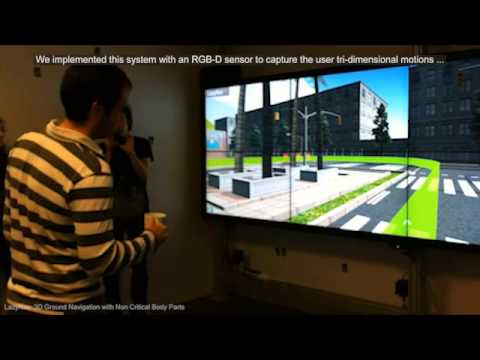 We implemented this system with an RGB-D sensor to capture the user tri-dimensional motions ...
LazyNav: 3D Ground Navigation with Non Critical Body Parts